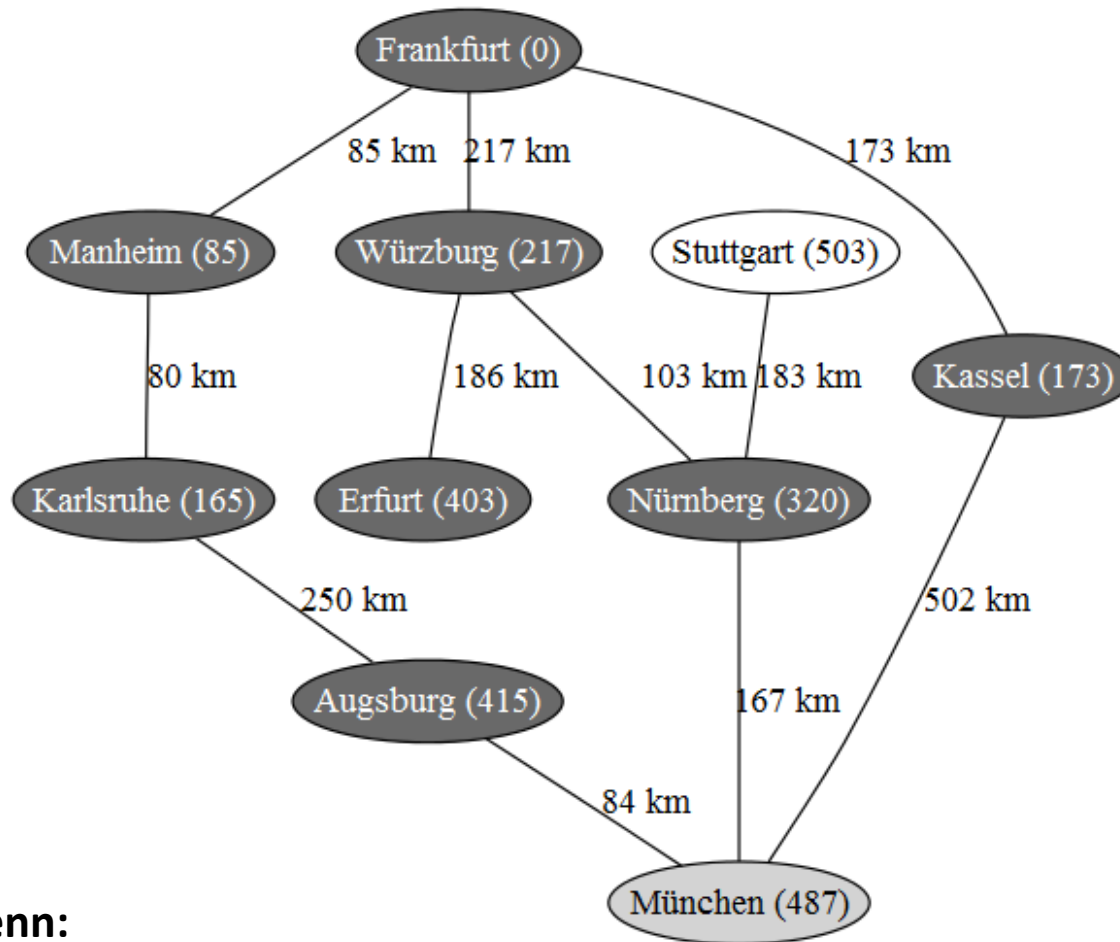 Frankfurt (0)
85 km
217 km
173 km
Manheim (85)
Würzburg (217)
Stuttgart (503)
80 km
186 km
103 km
183 km
Kassel (173)
Karlsruhe (165)
Erfurt (403)
Nürnberg (320)
250 km
502 km
Augsburg (415)
167 km
84 km
München (487)
enn: